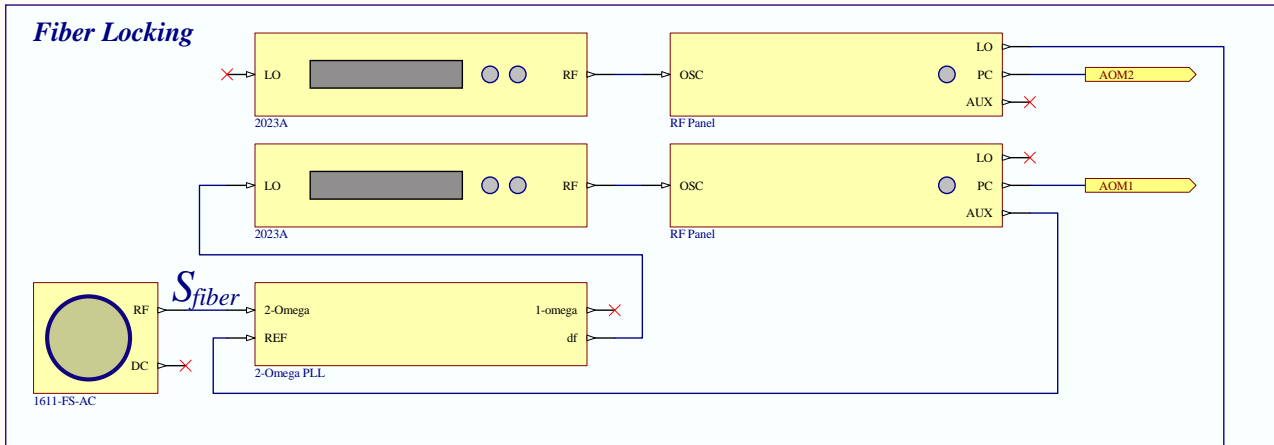 Fiber Locking
LO
RF
2023A
OSC
LO
PC
AUX
RF Panel
AOM2
LO
RF
2023A
OSC
LO
PC
AUX
RF Panel
AOM1
RF
DC
1611-FS-AC
Sfiber
2-Omega
REF
1-omega
df
2-Omega PLL